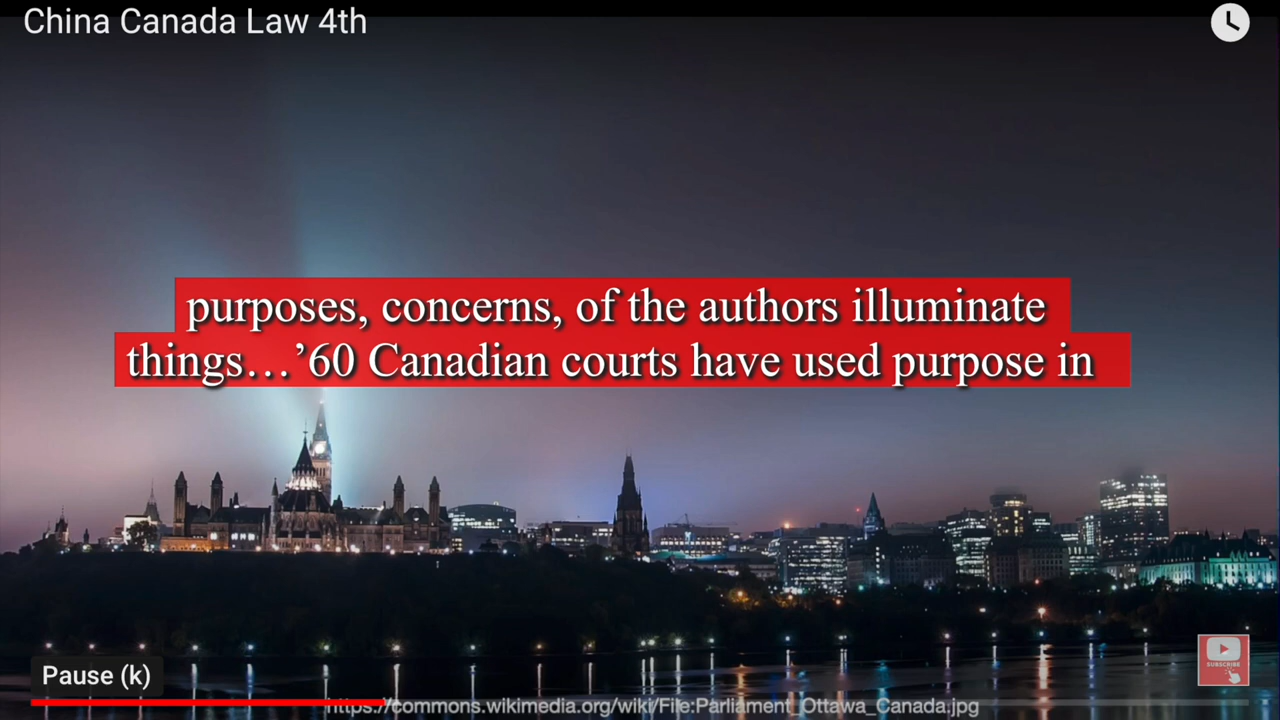 China Canada Law 4th
purposes, concerns, of the authors illuminate
things…’60 Canadian courts have used purpose in
SUBSCRIBE
Pause (k)
https://commons.wikimedia.org/wiki/File:Parliament_Ottawa_Canada.jpg